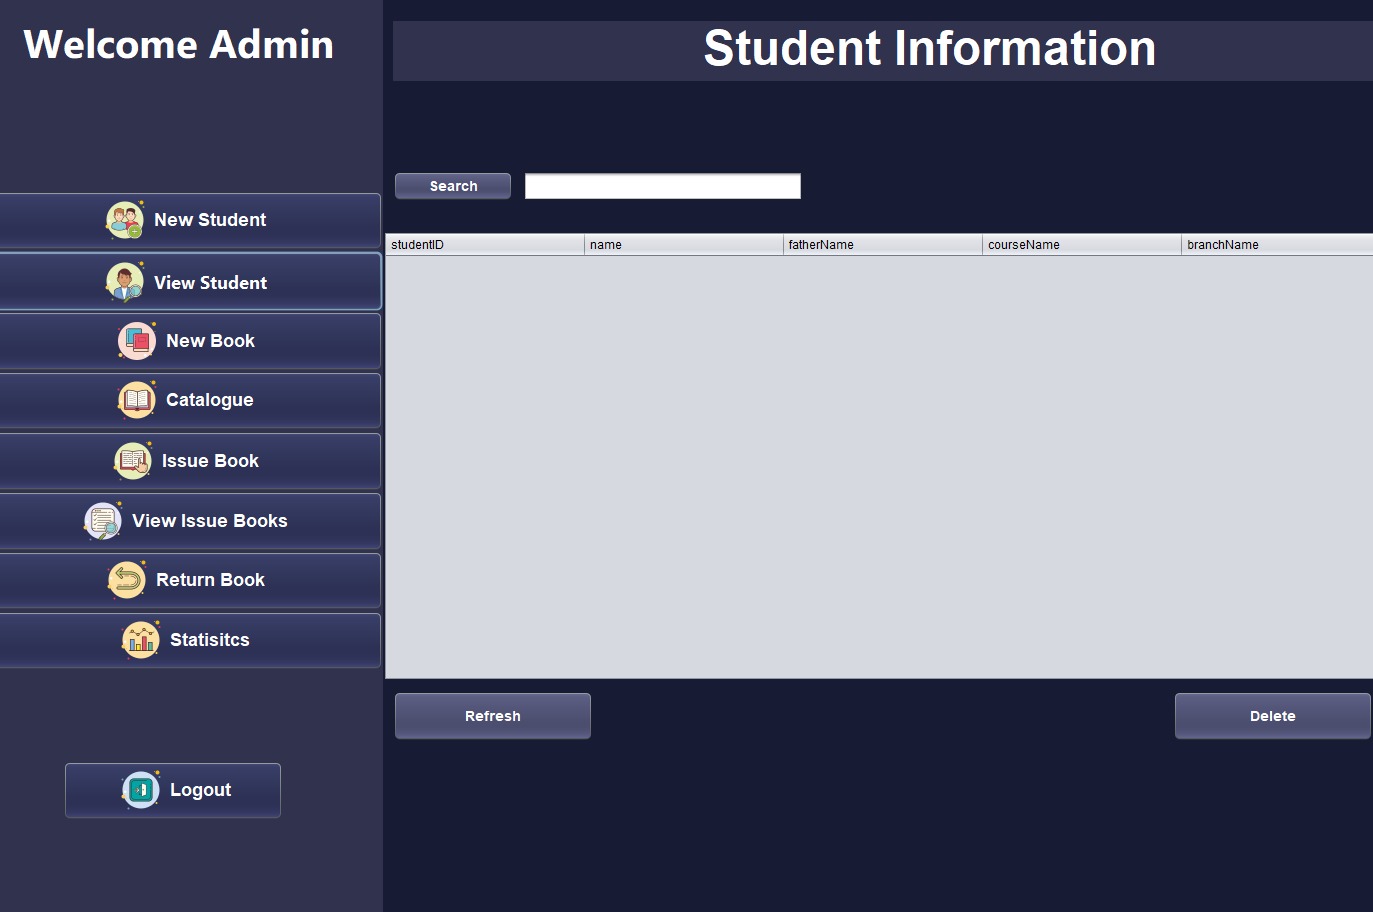 Welcome Admin
New Student
View Student
New Book
Catalogue
Issue Book
View Issue Books
Return Book
Statisitcs
Logout
Student Information
Search
studentID name fatherName courseName branchName
Refresh Delete